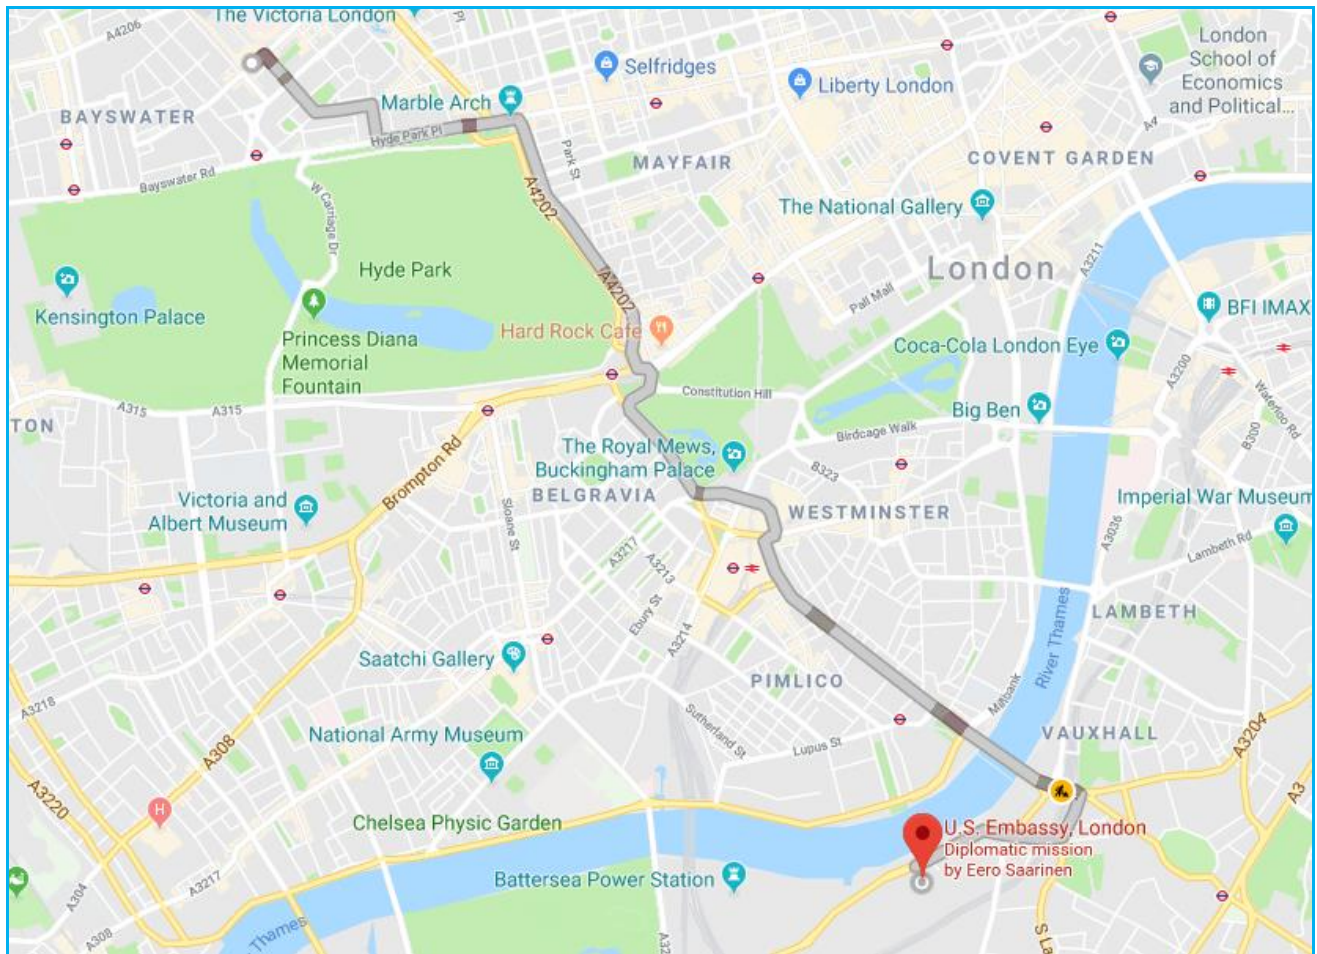 The Victoria London
A4206
Pl
London
School of
Economics
and Political...
Selfridges
Liberty London
Marble Arch
BAYSWATER
A4
Hyde Park Pl
Park St
MAYFAIR
COVENT GARDEN
Bayswater Rd
W Carriage Dr
A4202
The National Gallery
A3211
Hyde Park
London
Kensington Palace
A4202
Pall Mall
BFI IMAX
Princess Diana
Memorial
Fountain
Hard Rock Cafe
Coca-Cola London Eye
A3200
Waterloo Rd
Constitution Hill
A315
A315
Big Ben
TON
Birdcage Walk
B300
Brompton Rd
The Royal Mews,
Buckingham Palace
B323
BELGRAVIA
Victoria and
Albert Museum
Sloane St
WESTMINSTER
Imperial War Museum
A3036
Lambeth Rd
A3217
A3213
Ebury St
A3214
LAMBETH
River Thames
Saatchi Gallery
PIMLICO
Millbank
A3218
Sutherland St
Lupus St
National Army Museum
A308
VAUXHALL
A3204
A3220
H
A3
Chelsea Physic Garden
U.S. Embassy, London
Diplomatic mission
by Eero Saarinen
Battersea Power Station
A3217
A304
A308
Thames
A32
S La